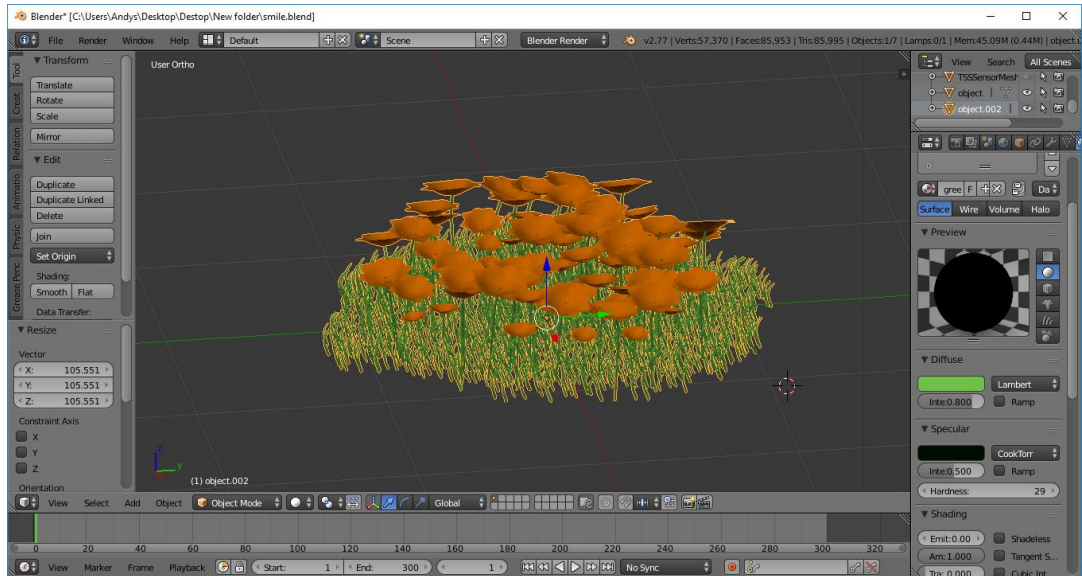 Blender* [C:\Users\Andys\Desktop\Destop\New folder\smile.blend]
File Render Window Help Default Scene Blender Render v2.77 | Verts:57,370 | Faces:85,953 | Tris:85,995 | Objects:1/7 | Lamps:0/1 | Mem:45.09M (0.44M) | object.
Tool
Creat
Relation
Animatio
Physic
Grease Penc
Transform
Translate
Rotate
Scale
Mirror
Edit
Duplicate
Duplicate Linked
Delete
Join
Set Origin
Shading:
Smooth Flat
Data Transfer:
Resize
Vector
X: 105.551
Y: 105.551
Z: 105.551
Constraint Axis
X
Y
Z
Orientation
User Ortho
z
y
(1) object.002
View Select Add Object Object Mode Global
0 20 40 60 80 100 120 140 160 180 200 220 240 260 280 300 320
View Marker Frame Playback Start: 1 End: 300 1 No Sync
View Search All Scenes
TSSSensorMesh
object
object.002
gree F Da
Surface Wire Volume Halo
Preview
Diffuse
Lambert
Inte:0.800 Ramp
Specular
CookTorr
Inte:0.500 Ramp
Hardness: 29
Shading
Emit:0.00 Shadeless
Am:1.000 Tangent S...
Tra: 0.000 Cubic Int